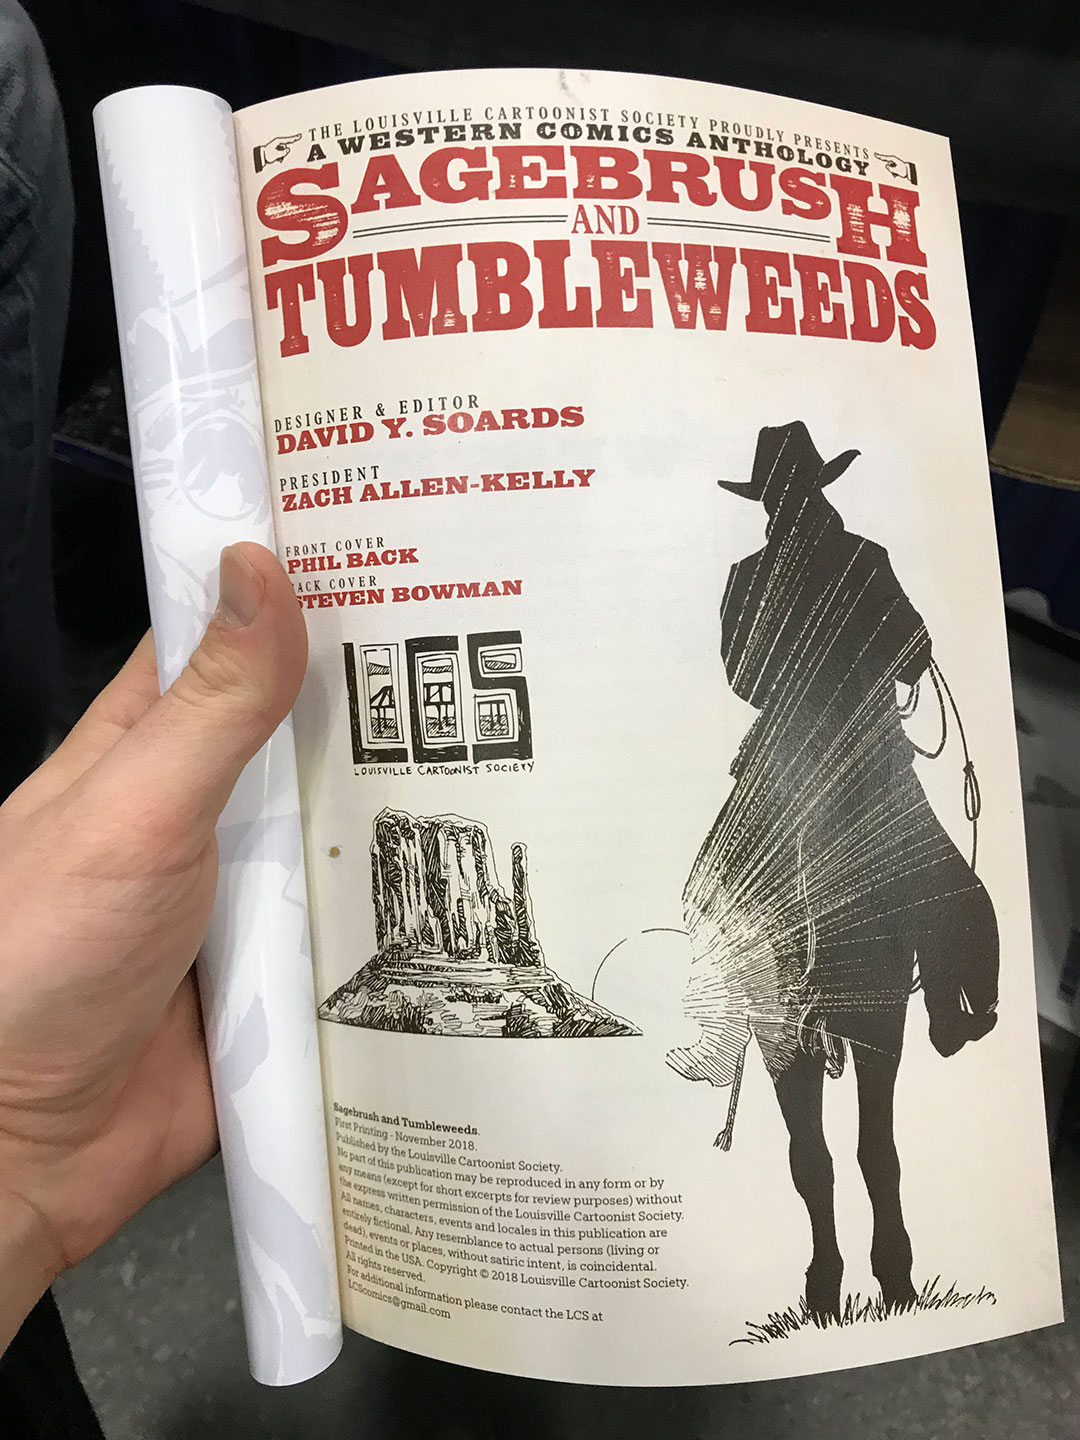 THE LOUISVILLE CARTOONIST SOCIETY PROUDLY PRESENTS
A WESTERN COMICS ANTHOLOGY
SAGEBRUSH
AND
TUMBLEWEEDS
DESIGNER & EDITOR
DAVID Y. SOARDS
PRESIDENT
ZACH ALLEN-KELLY
FRONT COVER
PHIL BACK
ACK COVER
STEVEN BOWMAN
LCS
LOUISVILLE CARTOONIST SOCIETY
Sagebrush and Tumbleweeds.
First Printing - November 2018.
Published by the Louisville Cartoonist Society.
No part of this publication may be reproduced in any form or by
any means (except for short excerpts for review purposes) without
the express written permission of the Louisville Cartoonist Society.
All names, characters, events and locales in this publication are
entirely fictional. Any resemblance to actual persons (living or
dead), events or places, without satiric intent, is coincidental.
Printed in the USA. Copyright © 2018 Louisville Cartoonist Society.
All rights reserved.
For additional information please contact the LCS at
LCScomics@gmail.com